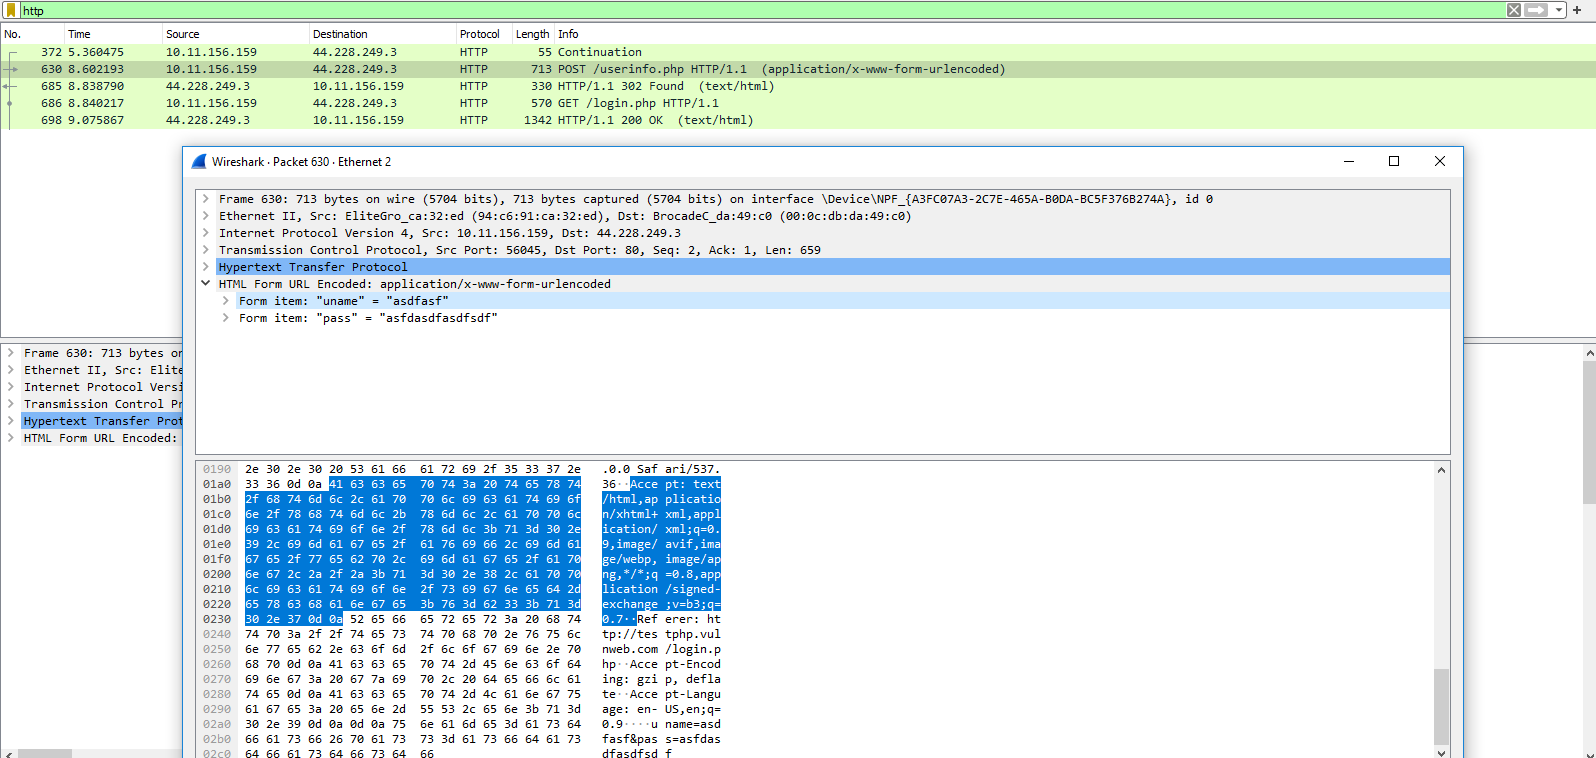 http
No. Time Source Destination Protocol Length Info
372 5.360475 10.11.156.159 44.228.249.3 HTTP 55 Continuation
630 8.602193 10.11.156.159 44.228.249.3 HTTP 713 POST /userinfo.php HTTP/1.1  (application/x-www-form-urlencoded)
685 8.838790 44.228.249.3 10.11.156.159 HTTP 330 HTTP/1.1 302 Found  (text/html)
686 8.840217 10.11.156.159 44.228.249.3 HTTP 570 GET /login.php HTTP/1.1
698 9.075867 44.228.249.3 10.11.156.159 HTTP 1342 HTTP/1.1 200 OK  (text/html)
Wireshark · Packet 630 · Ethernet 2
Frame 630: 713 bytes on wire (5704 bits), 713 bytes captured (5704 bits) on interface \Device\NPF_{A3FC07A3-2C7E-465A-B0DA-BC5F376B274A}, id 0
Ethernet II, Src: EliteGro_ca:32:ed (94:c6:91:ca:32:ed), Dst: BrocadeC_da:49:c0 (00:0c:db:da:49:c0)
Internet Protocol Version 4, Src: 10.11.156.159, Dst: 44.228.249.3
Transmission Control Protocol, Src Port: 56045, Dst Port: 80, Seq: 2, Ack: 1, Len: 659
Hypertext Transfer Protocol
HTML Form URL Encoded: application/x-www-form-urlencoded
Form item: "uname" = "asdfasf"
Form item: "pass" = "asfdasdfasdfsdf"
Frame 630: 713 bytes or
Ethernet II, Src: Elite
Internet Protocol Versi
Transmission Control Pr
Hypertext Transfer Prot
HTML Form URL Encoded:
0190 2e 30 2e 30 20 53 61 66 61 72 69 2f 35 33 37 2e .0.0 Saf ari/537.
01a0 33 36 0d 0a 41 63 63 65 70 74 3a 20 74 65 78 74 36··Acce pt: text
01b0 2f 68 74 6d 6c 2c 61 70 70 6c 69 63 61 74 69 6f /html,ap plicatio
01c0 6e 2f 78 68 74 6d 6c 2b 78 6d 6c 2c 61 70 70 6c n/xhtml+ xml,appl
01d0 69 63 61 74 69 6f 6e 2f 78 6d 6c 3b 71 3d 30 2e ication/ xml;q=0.
01e0 39 2c 69 6d 61 67 65 2f 61 76 69 66 2c 69 6d 61 9,image/ avif,ima
01f0 67 65 2f 77 65 62 70 2c 69 6d 61 67 65 2f 61 70 ge/webp, image/ap
0200 6e 67 2c 2a 2f 2a 3b 71 3d 30 2e 38 2c 61 70 70 ng,*/*;q =0.8,app
0210 6c 69 63 61 74 69 6f 6e 2f 73 69 67 6e 65 64 2d lication /signed-
0220 65 78 63 68 61 6e 67 65 3b 76 3d 62 33 3b 71 3d exchange ;v=b3;q=
0230 30 2e 37 0d 0a 52 65 66 65 72 65 72 3a 20 68 74 0.7··Ref erer: ht
0240 74 70 3a 2f 2f 74 65 73 74 70 68 70 2e 76 75 6c tp://tes tphp.vul
0250 6e 77 65 62 2e 63 6f 6d 2f 6c 6f 67 69 6e 2e 70 nweb.com /login.p
0260 68 70 0d 0a 41 63 63 65 70 74 2d 45 6e 63 6f 64 hp··Acce pt-Encod
0270 69 6e 67 3a 20 67 7a 69 70 2c 20 64 65 66 6c 61 ing: gzi p, defla
0280 74 65 0d 0a 41 63 63 65 70 74 2d 4c 61 6e 67 75 te··Acce pt-Langu
0290 61 67 65 3a 20 65 6e 2d 55 53 2c 65 6e 3b 71 3d age: en- US,en;q=
02a0 30 2e 39 0d 0a 0d 0a 75 6e 61 6d 65 3d 61 73 64 0.9····u name=asd
02b0 66 61 73 66 26 70 61 73 73 3d 61 73 66 64 61 73 fasf&pas s=asfdas
02c0 64 66 61 73 64 66 73 64 66 dfasdfsd f